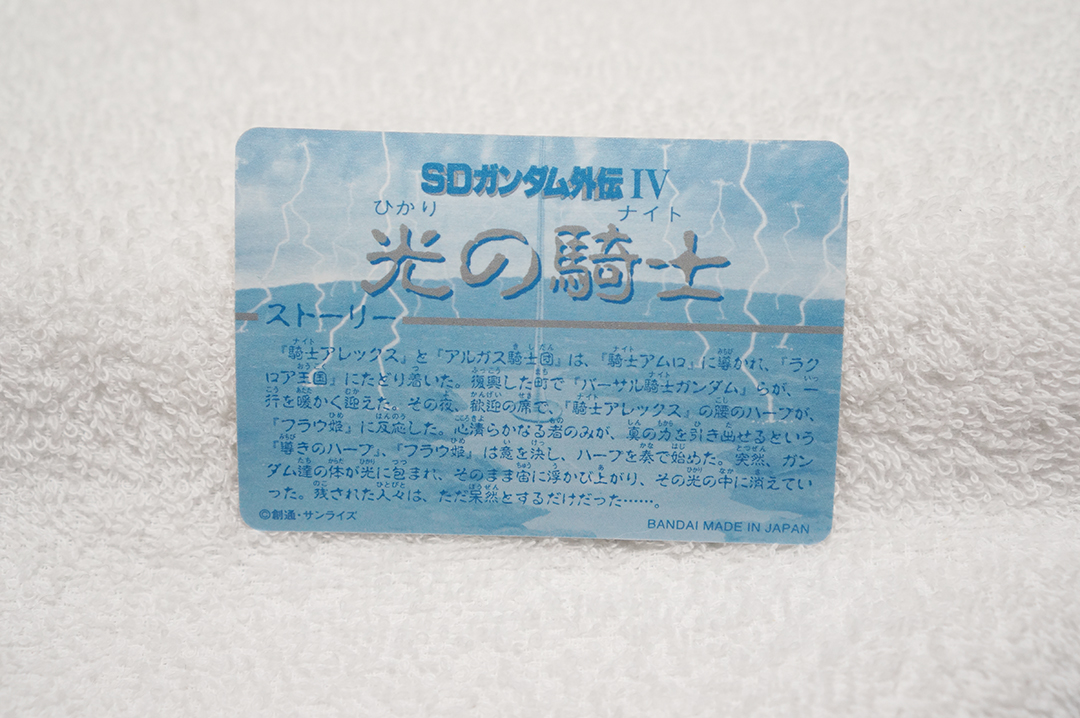 SDガンダム外伝 IV
ひかり ナイト
光の騎士
ストーリー
『騎士アレックス』と『アルガス騎士団』は、『騎士アムロ』に導かれ、『ラク
ロア王国』にたどり着いた。復興した町で『バーサル騎士ガンダム』らが、一
行を暖かく迎えた。その夜、歓迎の席で、『騎士アレックス』の腰のハープが、
『フラウ姫』に反応した。心清らかなる者のみが、真の力を引き出せるという
『導きのハープ』、『フラウ姫』は意を決し、ハープを奏で始めた。突然、ガン
ダム達の体が光に包まれ、そのまま宙に浮かび上がり、その光の中に消えてい
った。残された人々は、ただ呆然とするだけだった……。
©創通・サンライズ
BANDAI MADE IN JAPAN